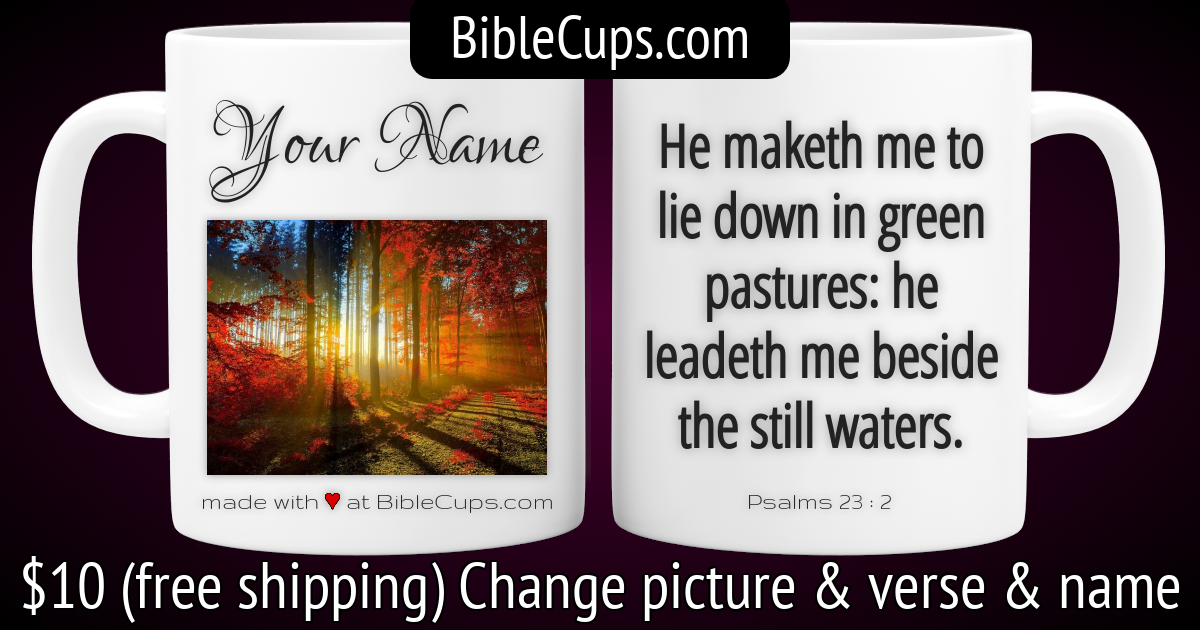 BibleCups.com
Your Name
made with ♥ at BibleCups.com
He maketh me to
lie down in green
pastures: he
leadeth me beside
the still waters.
Psalms 23 : 2
$10 (free shipping) Change picture & verse & name